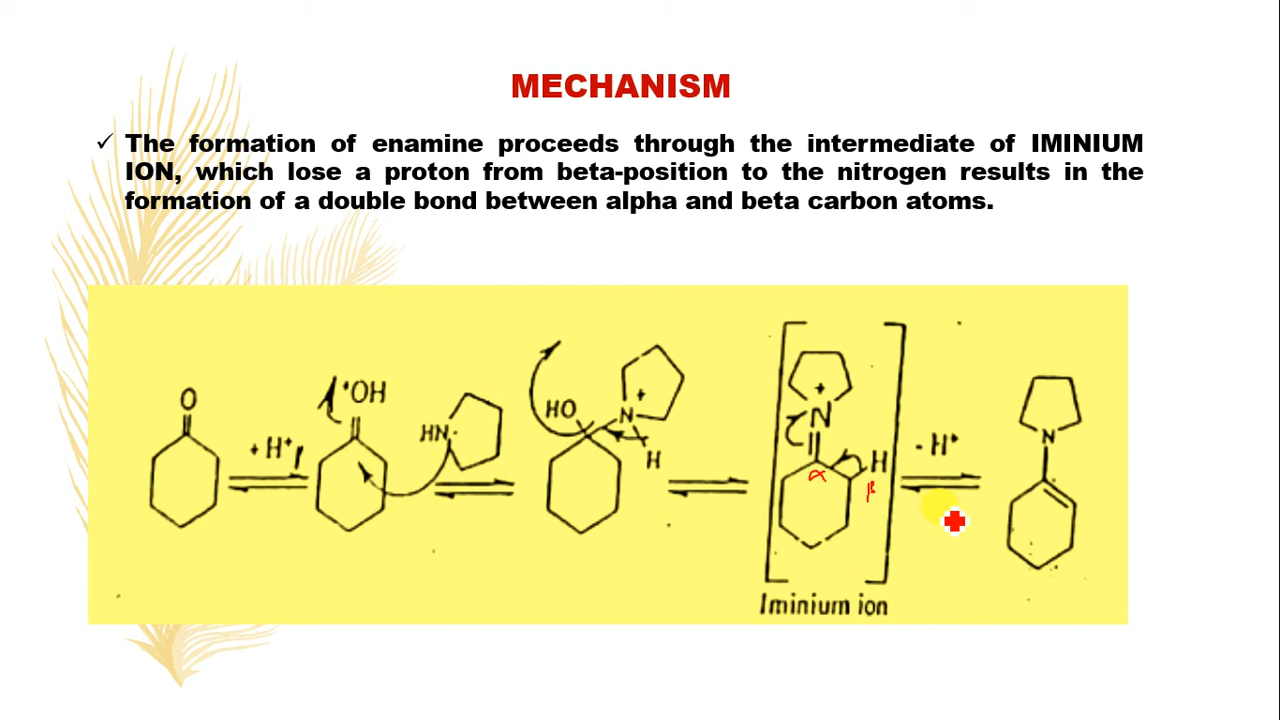 MECHANISM
✓ The formation of enamine proceeds through the intermediate of IMINIUM
ION, which lose a proton from beta-position to the nitrogen results in the
formation of a double bond between alpha and beta carbon atoms.
O
+ H⁺
⁺OH
HN
HO
N
+
H
+
N
H
α
β
- H⁺
N
Iminium ion